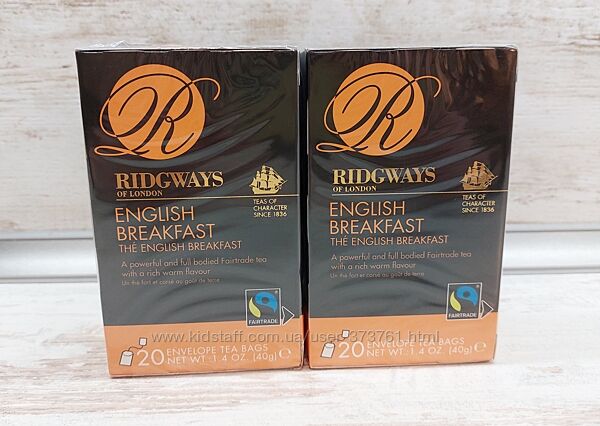 R
RIDGWAYS
OF LONDON
TEAS OF
CHARACTER
SINCE 1836
ENGLISH
BREAKFAST
THÉ ENGLISH BREAKFAST
A powerful and full bodied Fairtrade tea
with a rich warm flavour
Un thé fort et corsé au goût de terre
FAIRTRADE
20 ENVELOPE TEA BAGS
NET WT. 1.4 OZ. (40g) e
R
RIDGWAYS
OF LONDON
TEAS OF
CHARACTER
SINCE 1836
ENGLISH
BREAKFAST
THÉ ENGLISH BREAKFAST
A powerful and full bodied Fairtrade tea
with a rich warm flavour
Un thé fort et corsé au goût de terre
FAIRTRADE
20 ENVELOPE TEA BAGS
NET WT. 1.4 OZ. (40g) e
www.kidstaff.com.ua/uses-373761.html